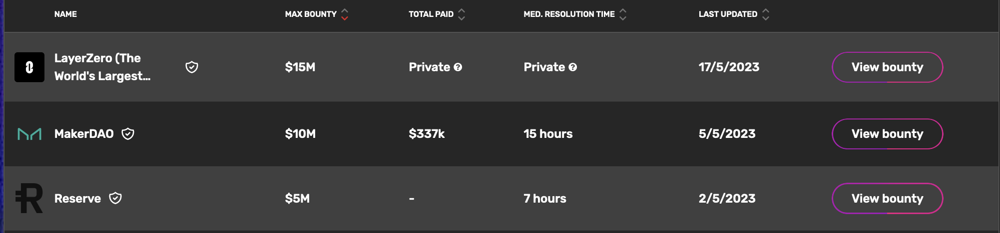 NAME MAX BOUNTY TOTAL PAID MED. RESOLUTION TIME LAST UPDATED
LayerZero (The
World's Largest... $15M Private Private 17/5/2023 View bounty
MakerDAO $10M $337k 15 hours 5/5/2023 View bounty
Reserve $5M - 7 hours 2/5/2023 View bounty